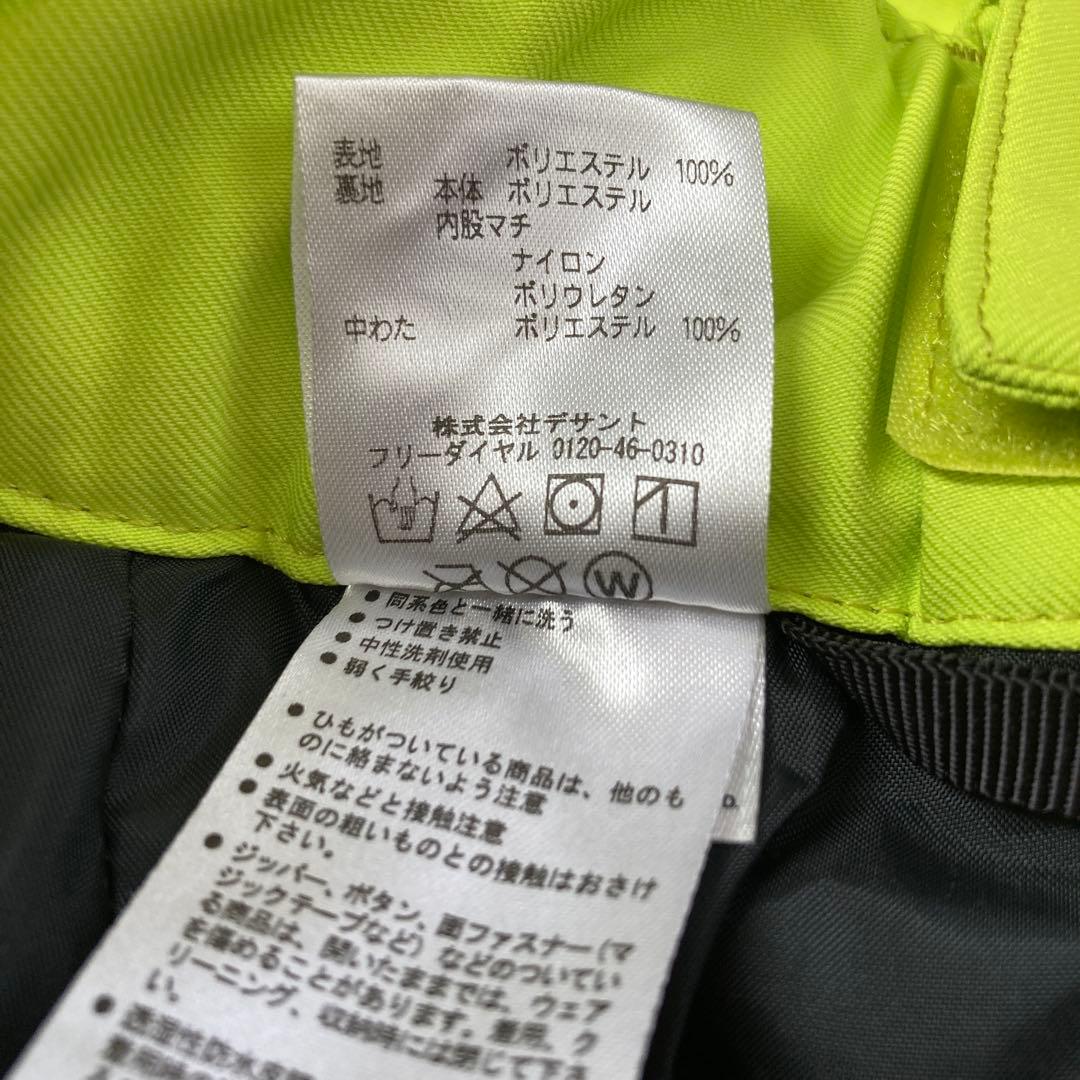 表地 ポリエステル 100%
裏地 本体 ポリエステル
内股マチ
ナイロン
ポリウレタン
中わた ポリエステル 100%
株式会社デサント
フリーダイヤル 0120-46-0310
W
● 同系色と一緒に洗う
● つけ置き禁止
● 中性洗剤使用
● 弱く手絞り
● ひもがついている商品は、他のも
のに絡まないよう注意
● 火気などと接触注意
● 表面の粗いものとの接触はおさけ
下さい。
● ジッパー、ボタン、面ファスナー(マ
ジックテープなど)などのついてい
る商品は、開いたままでは、ウェア
を傷めることがあります。着用、ク
リーニング、収納時には閉じて下さ
い。
● 透湿性防水
D.